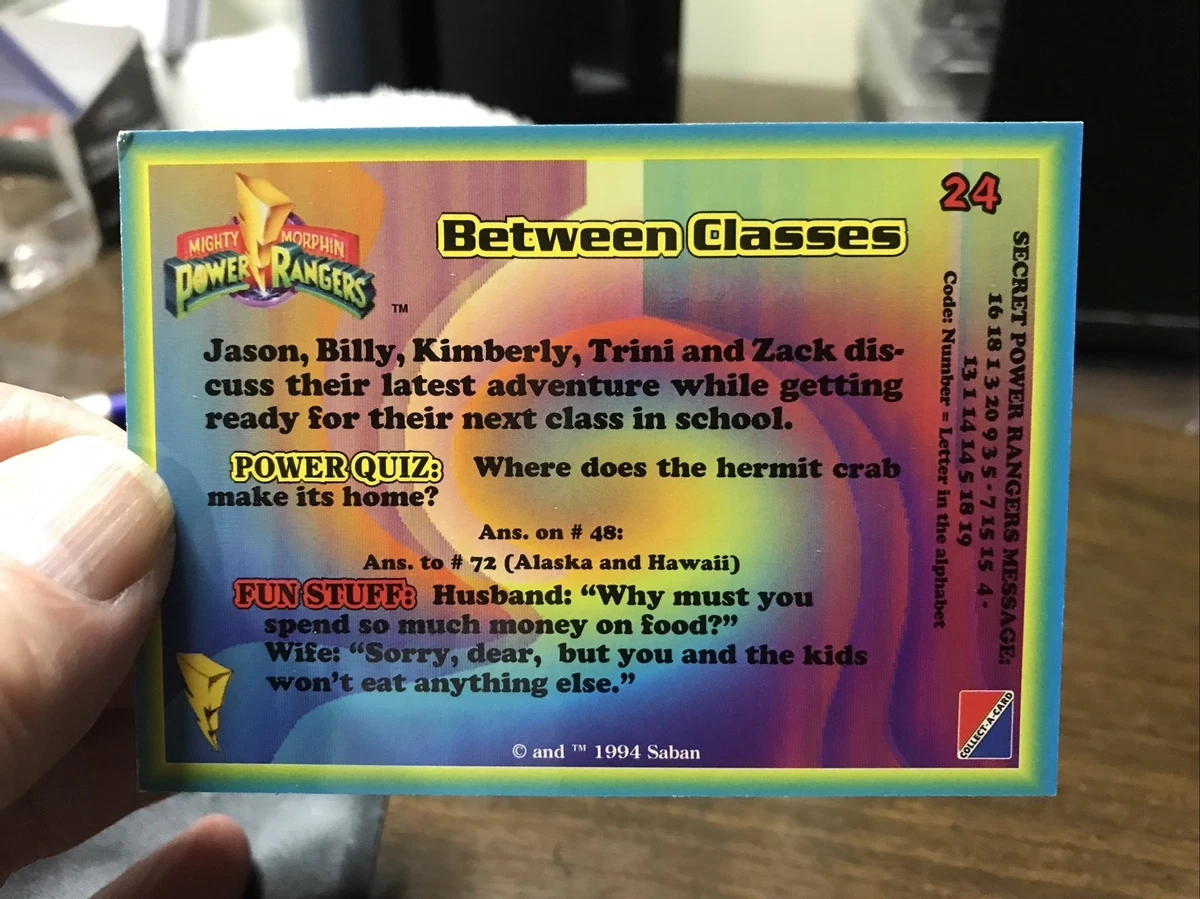 24
MIGHTY MORPHIN
POWER RANGERS
™
Between Classes
Jason, Billy, Kimberly, Trini and Zack dis-
cuss their latest adventure while getting
ready for their next class in school.
POWER QUIZ: Where does the hermit crab
make its home?
Ans. on # 48:
Ans. to # 72 (Alaska and Hawaii)
FUN STUFF: Husband: “Why must you
spend so much money on food?”
Wife: “Sorry, dear, but you and the kids
won’t eat anything else.”
© and ™ 1994 Saban
SECRET POWER RANGERS MESSAGE:
16 18 1 3 20 9 3 5 - 7 15 15 4 -
13 1 14 14 5 18 19
Code: Number = Letter in the alphabet
COLLECT-A-CARD